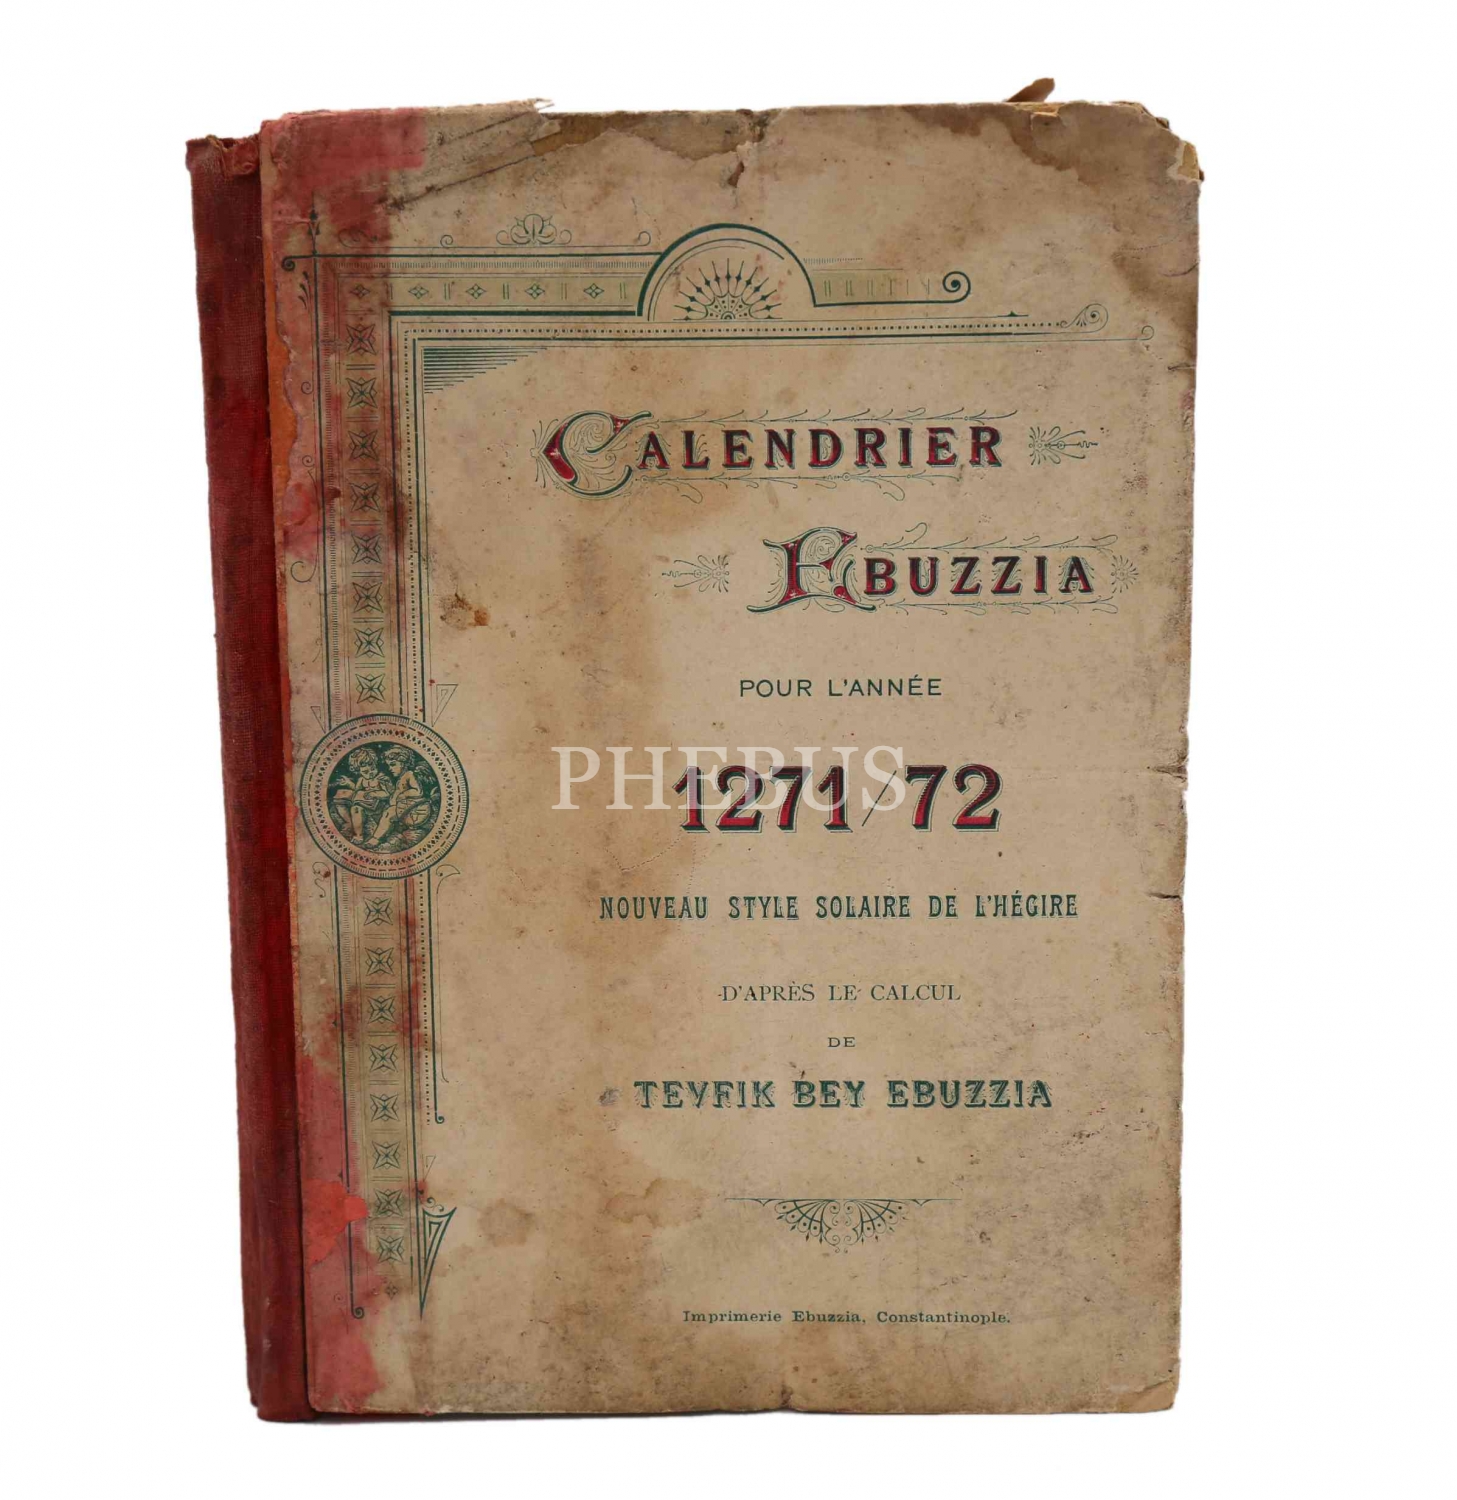 CALENDRIER
EBUZZIA
POUR L'ANNÉE
1271/72
PHEBUS
NOUVEAU STYLE SOLAIRE DE L'HÉGIRE
D'APRÈS LE CALCUL
DE
TEVFIK BEY EBUZZIA
Imprimerie Ebuzzia, Constantinople.